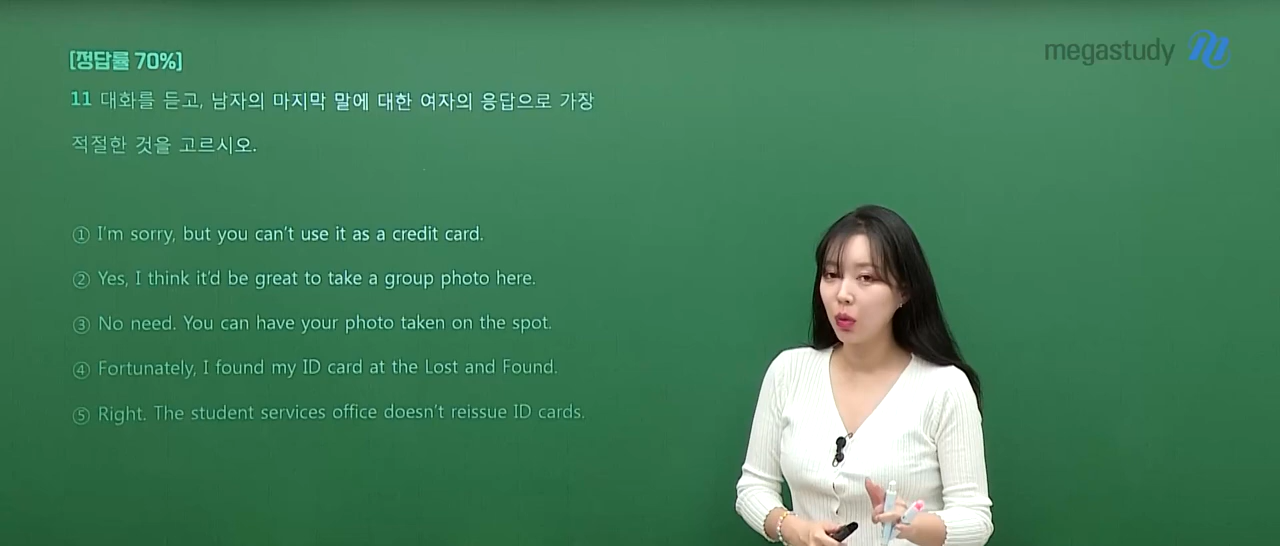 [정답률 70%]
megastudy
11 대화를 듣고, 남자의 마지막 말에 대한 여자의 응답으로 가장
적절한 것을 고르시오.
① I'm sorry, but you can't use it as a credit card.
② Yes, I think it'd be great to take a group photo here.
③ No need. You can have your photo taken on the spot.
④ Fortunately, I found my ID card at the Lost and Found.
⑤ Right. The student services office doesn't reissue ID cards.